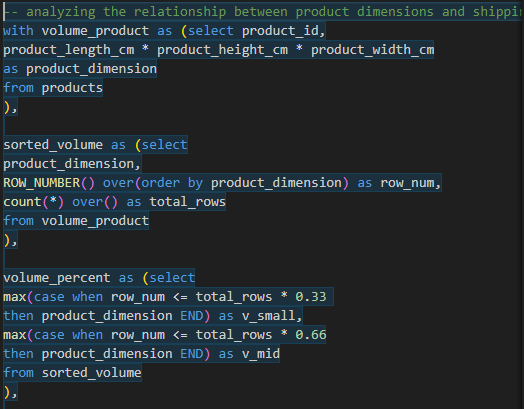 -- analyzing the relationship between product dimensions and
with volume_product as (select product_id,
product_length_cm * product_height_cm * product_width_cm
as product_dimension
from products
),
sorted_volume as (select
product_dimension,
ROW_NUMBER() over(order by product_dimension) as row_num,
count(*) over() as total_rows
from volume_product
),
volume_percent as (select
max(case when row_num <= total_rows * 0.33
then product_dimension END) as v_small,
max(case when row_num <= total_rows * 0.66
then product_dimension END) as v_mid
from sorted_volume
),